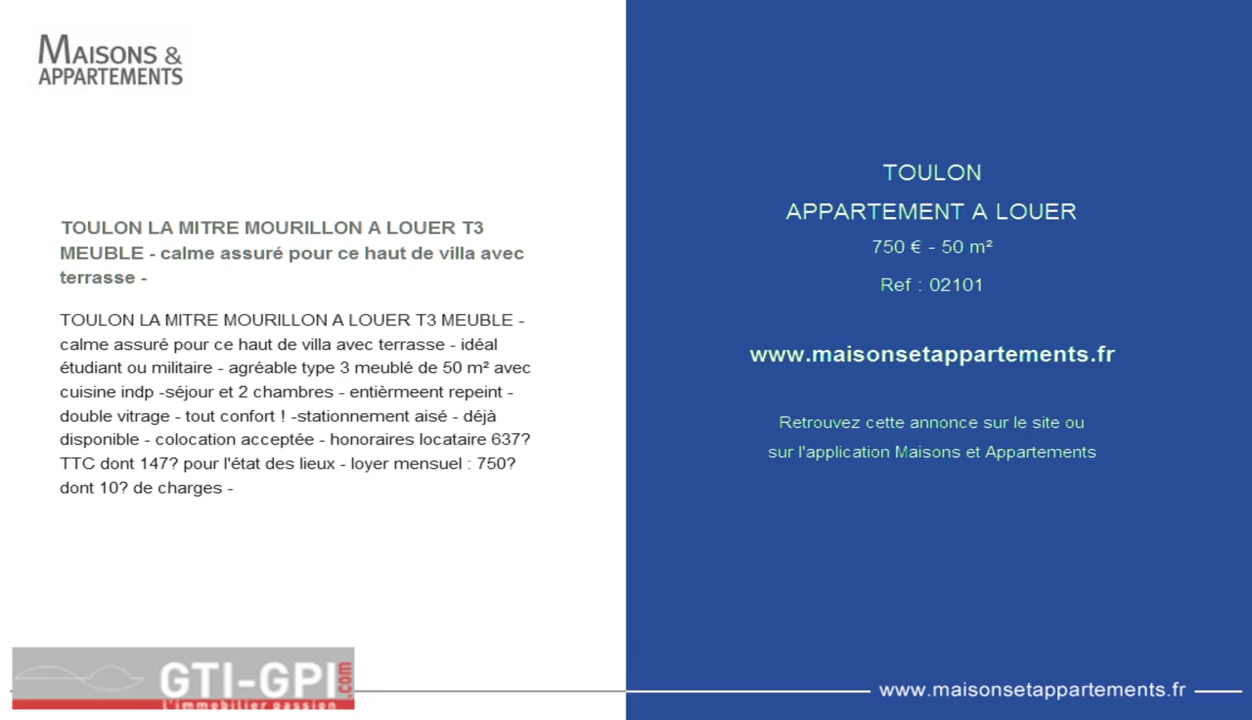 MAISONS &
APPARTEMENTS
TOULON LA MITRE MOURILLON A LOUER T3
MEUBLE - calme assuré pour ce haut de villa avec
terrasse -
TOULON LA MITRE MOURILLON A LOUER T3 MEUBLE -
calme assuré pour ce haut de villa avec terrasse - idéal
étudiant ou militaire - agréable type 3 meublé de 50 m² avec
cuisine indp -séjour et 2 chambres - entièrmeent repeint -
double vitrage - tout confort ! -stationnement aisé - déjà
disponible - colocation acceptée - honoraires locataire 637?
TTC dont 147? pour l'état des lieux - loyer mensuel : 750?
dont 10? de charges -
GTI-GPI.com
l'immobilier passion
TOULON
APPARTEMENT A LOUER
750 € - 50 m²
Ref : 02101
www.maisonsetappartements.fr
Retrouvez cette annonce sur le site ou
sur l'application Maisons et Appartements
www.maisonsetappartements.fr